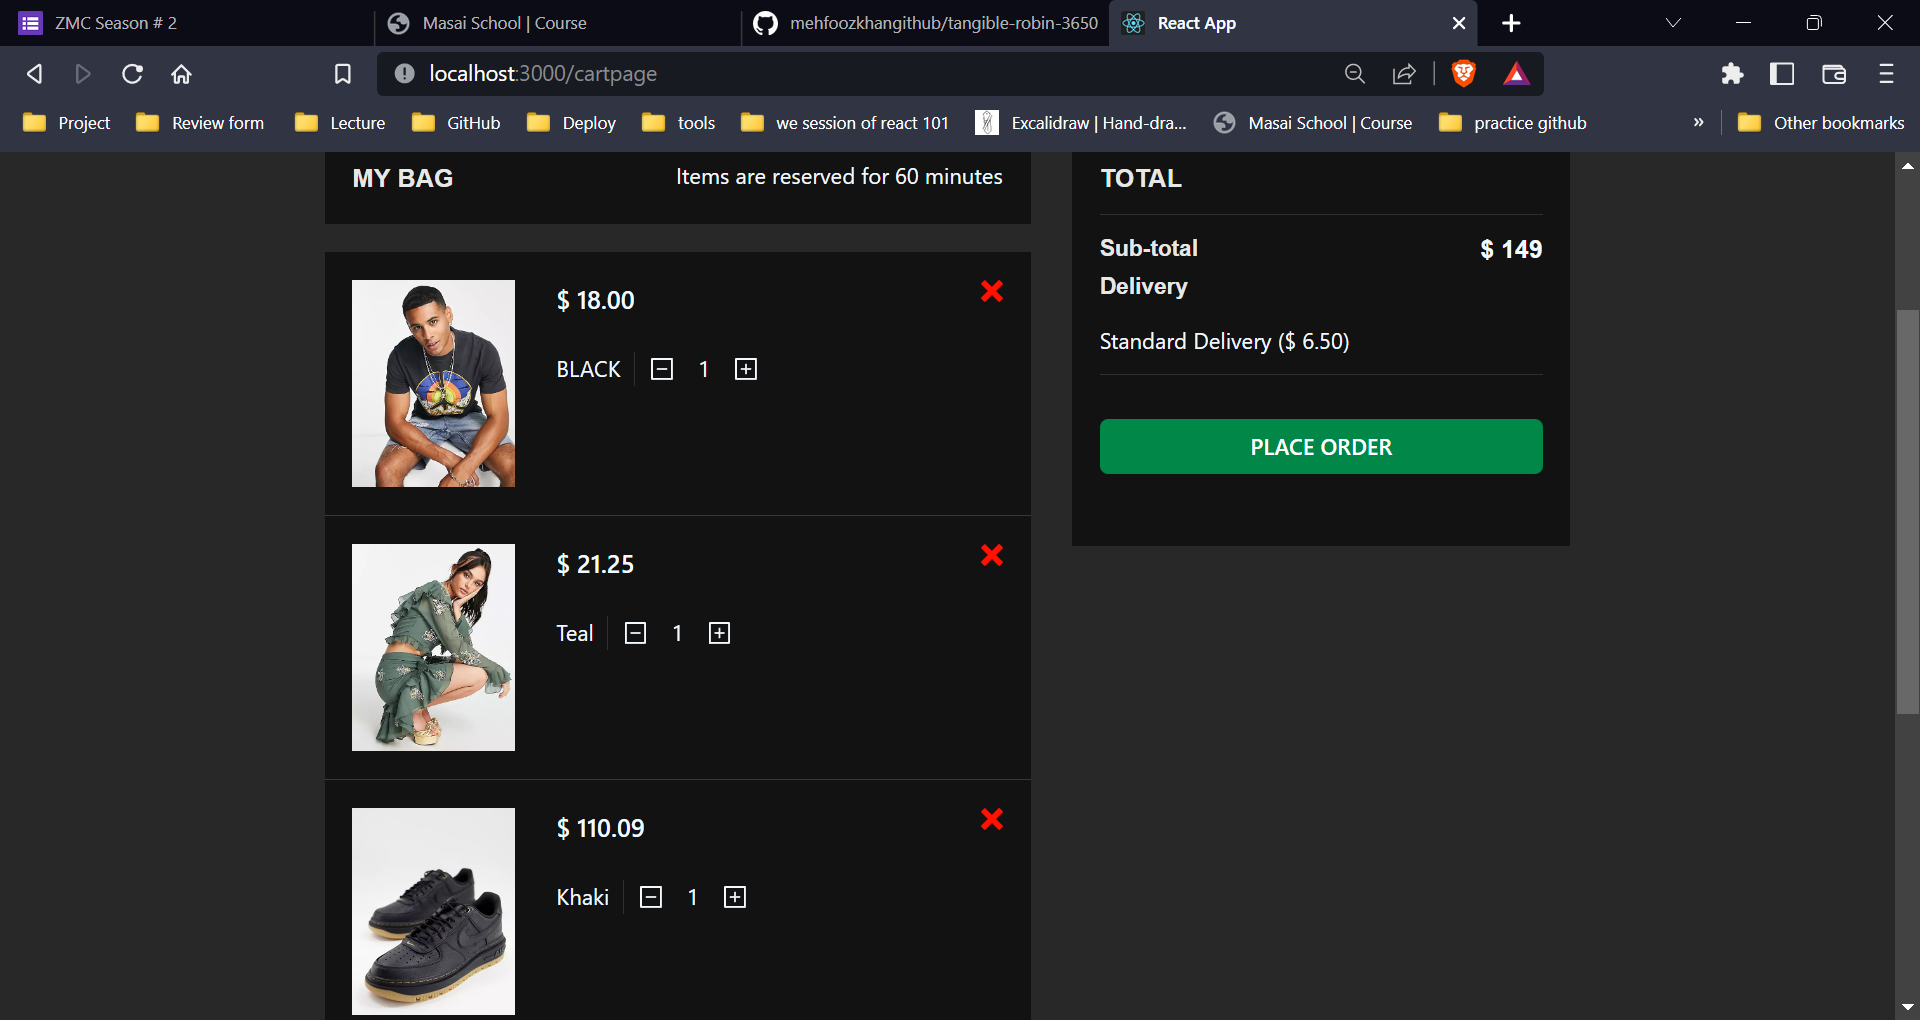 ZMC Season # 2
Masai School | Course
mehfoozkhangithub/tangible-robin-3650
React App
localhost:3000/cartpage
Project
Review form
Lecture
GitHub
Deploy
tools
we session of react 101
Excalidraw | Hand-dra...
Masai School | Course
practice github
»
Other bookmarks
MY BAG
Items are reserved for 60 minutes
$ 18.00
BLACK 1
$ 21.25
Teal 1
$ 110.09
Khaki 1
TOTAL
Sub-total $ 149
Delivery
Standard Delivery ($ 6.50)
PLACE ORDER